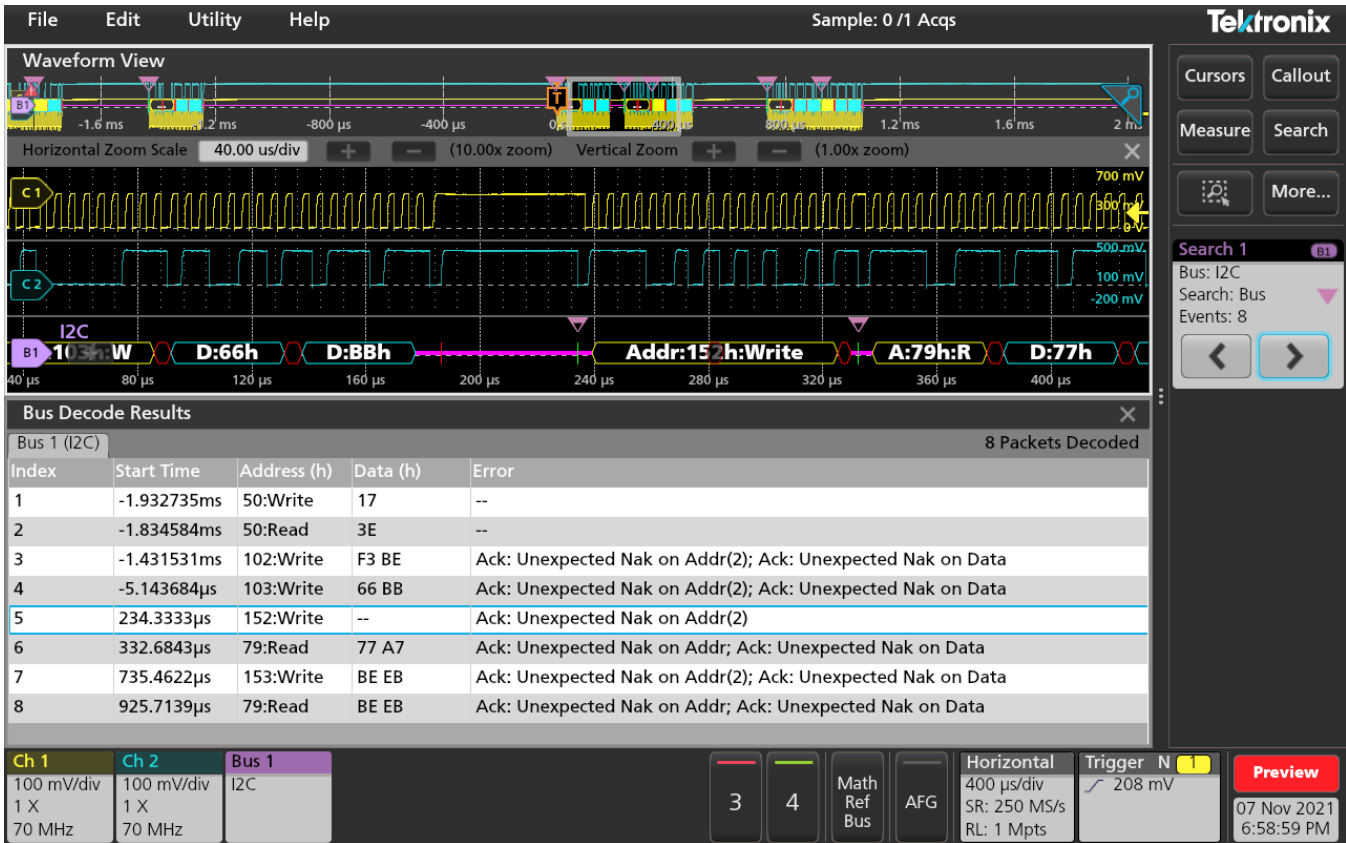 File Edit Utility Help Sample: 0 /1 Acqs Tektronix
Waveform View
Cursors Callout
B1 T
-1.6 ms -800 µs -400 µs 1.2 ms 1.6 ms
Measure Search
Horizontal Zoom Scale 40.00 us/div + − (10.00x zoom) Vertical Zoom + − (1.00x zoom)
More...
C 1 700 mV
300 mV
0 V
500 mV
C 2 100 mV
-200 mV
Search 1 B1
Bus: I2C
Search: Bus
Events: 8
I2C
B1 103h:W D:66h D:BBh Addr:152h:Write A:79h:R D:77h
40 µs 80 µs 120 µs 160 µs 200 µs 240 µs 280 µs 320 µs 360 µs 400 µs
Bus Decode Results
Bus 1 (I2C) 8 Packets Decoded
Index Start Time Address (h) Data (h) Error
1 -1.932735ms 50:Write 17 --
2 -1.834584ms 50:Read 3E --
3 -1.431531ms 102:Write F3 BE Ack: Unexpected Nak on Addr(2); Ack: Unexpected Nak on Data
4 -5.143684µs 103:Write 66 BB Ack: Unexpected Nak on Addr(2); Ack: Unexpected Nak on Data
5 234.3333µs 152:Write -- Ack: Unexpected Nak on Addr(2)
6 332.6843µs 79:Read 77 A7 Ack: Unexpected Nak on Addr; Ack: Unexpected Nak on Data
7 735.4622µs 153:Write BE EB Ack: Unexpected Nak on Addr(2); Ack: Unexpected Nak on Data
8 925.7139µs 79:Read BE EB Ack: Unexpected Nak on Addr; Ack: Unexpected Nak on Data
Ch 1
100 mV/div
1 X
70 MHz
Ch 2
100 mV/div
1 X
70 MHz
Bus 1
I2C
3
4
Math
Ref
Bus
AFG
Horizontal
400 µs/div
SR: 250 MS/s
RL: 1 Mpts
Trigger N 1
208 mV
Preview
07 Nov 2021
6:58:59 PM